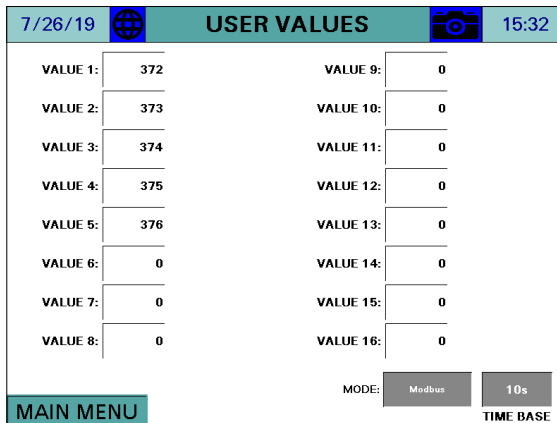 7/26/19 USER VALUES 15:32
VALUE 1: 372 VALUE 9: 0
VALUE 2: 373 VALUE 10: 0
VALUE 3: 374 VALUE 11: 0
VALUE 4: 375 VALUE 12: 0
VALUE 5: 376 VALUE 13: 0
VALUE 6: 0 VALUE 14: 0
VALUE 7: 0 VALUE 15: 0
VALUE 8: 0 VALUE 16: 0
MODE: Modbus 10s
MAIN MENU TIME BASE